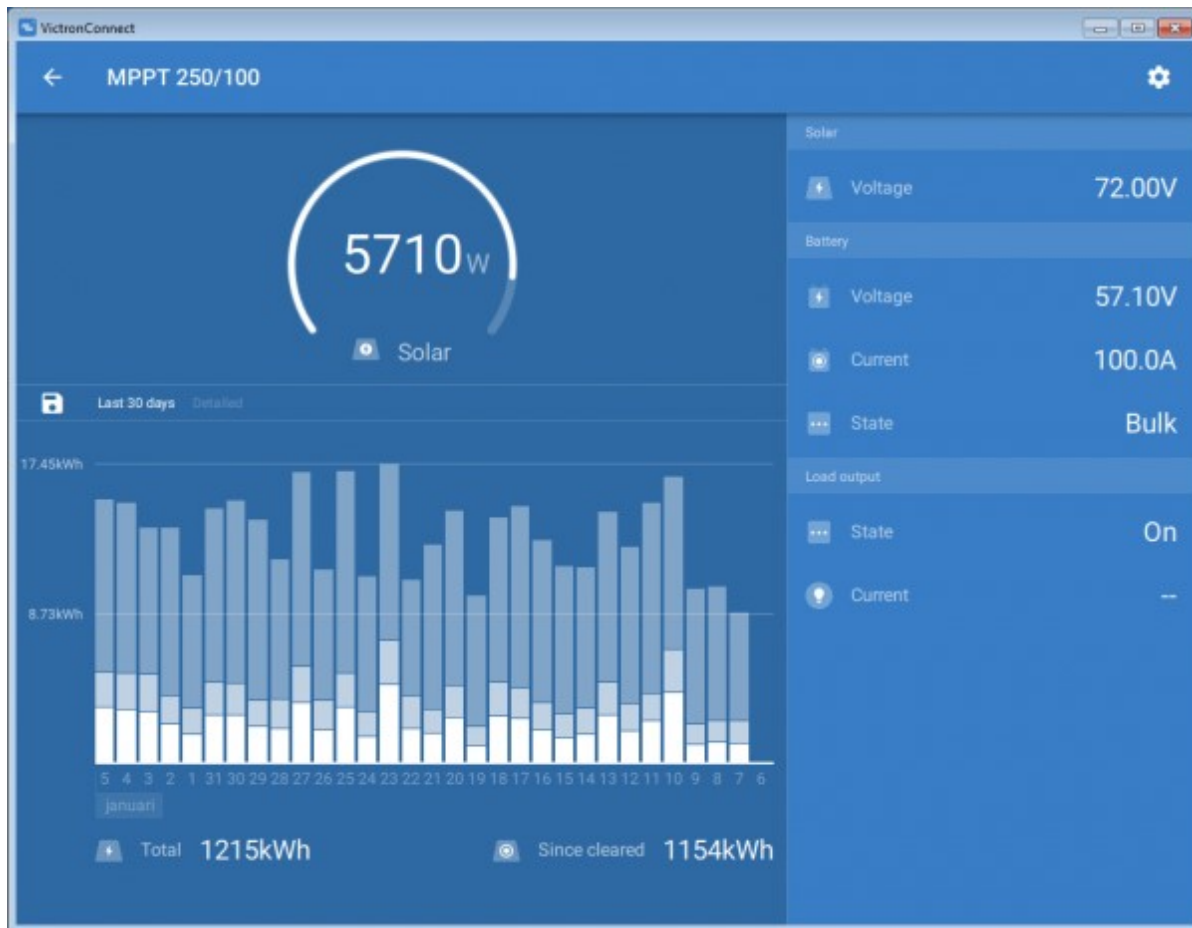 VictronConnect
MPPT 250/100
5710W
Solar
Last 30 days Detailed
17.45kWh
8.73kWh
5 4 3 2 1 31 30 29 28 27 26 25 24 23 22 21 20 19 18 17 16 15 14 13 12 11 10 9 8 7 6
januari
Total 1215kWh
Since cleared 1154kWh
Solar
Voltage 72.00V
Battery
Voltage 57.10V
Current 100.0A
State Bulk
Load output
State On
Current --